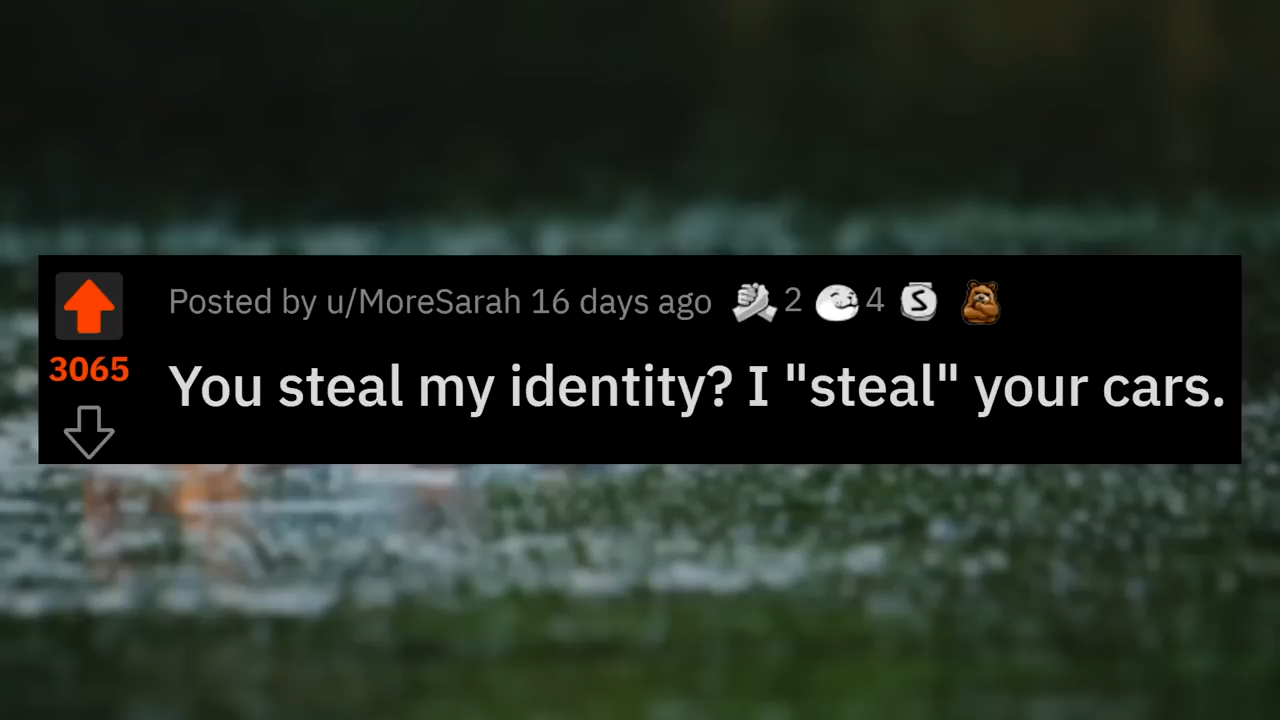 Posted by u/MoreSarah 16 days ago 2 4 S
3065
You steal my identity? I "steal" your cars.